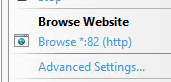 Browse Website
Browse *:82 (http)
Advanced Settings...